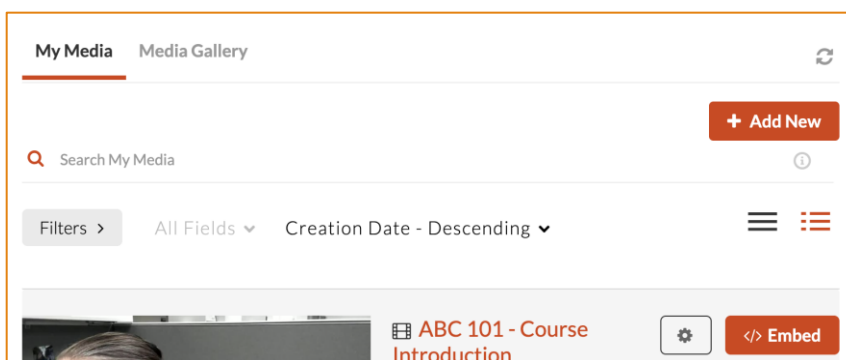 My Media Media Gallery
+ Add New
Search My Media
Filters > All Fields Creation Date - Descending
ABC 101 - Course
Introduction
</> Embed